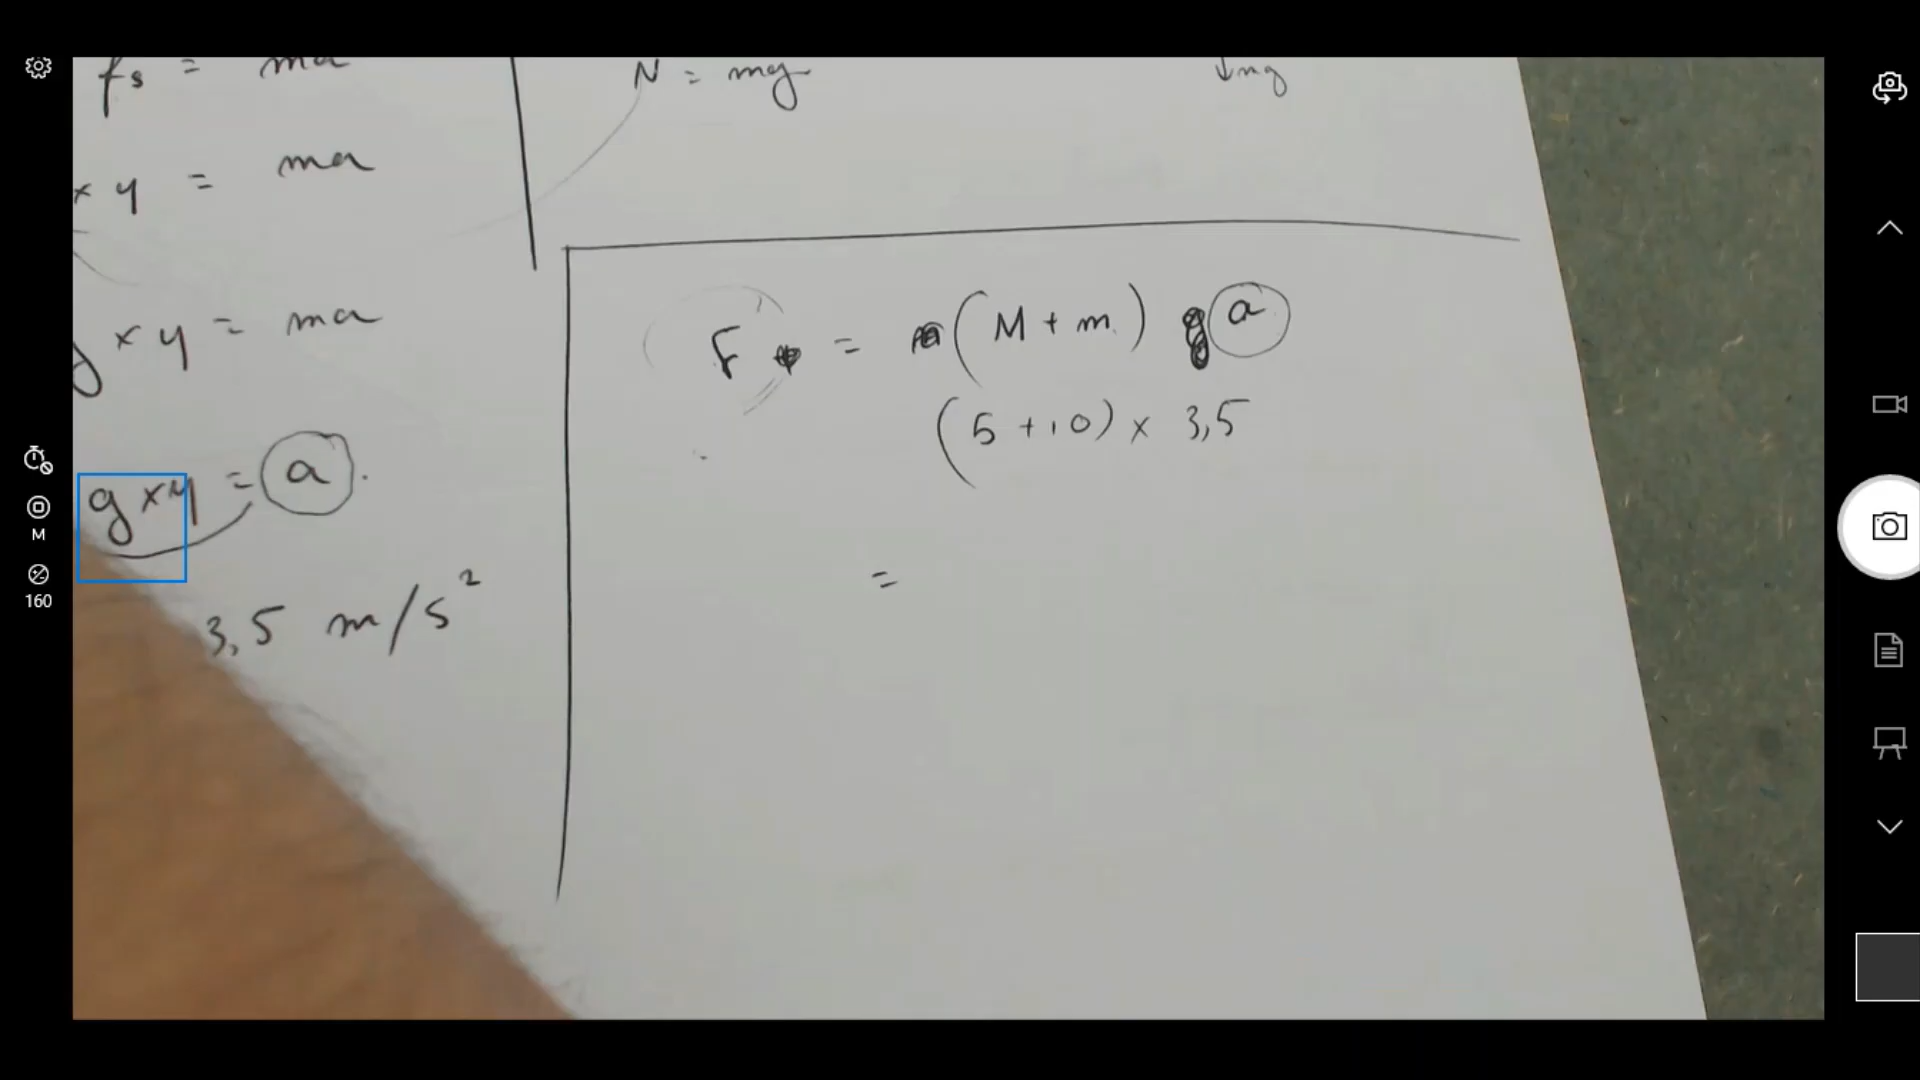 fs = ma
N = mg
↓mg
x y = ma
g x y = ma
g x y = a.
3,5 m/s²
F = (M + m) a
(5 + 10) x 3,5
=
M
160